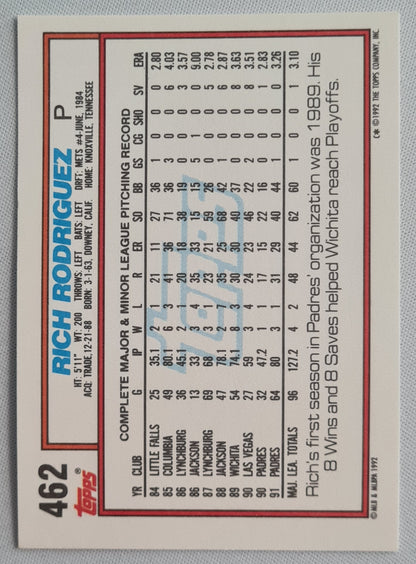 462
Topps®
RICH RODRIGUEZ P
HT: 5'11" WT: 200 THROWS: LEFT BATS: LEFT DRFT: METS #4-JUNE, 1984
ACQ: TRADE, 12-21-88 BORN: 3-1-63, DOWNEY, CALIF. HOME: KNOXVILLE, TENNESSEE
COMPLETE MAJOR & MINOR LEAGUE PITCHING RECORD
YR CLUB G IP W L R ER SO BB GS CG SHO SV ERA
84 LITTLE FALLS 25 35.1 2 1 21 11 27 36 1 0 0 0 2.80
85 COLUMBIA 49 80.1 6 3 41 36 71 36 3 0 0 6 4.03
86 LYNCHBURG 36 45.1 2 1 20 18 38 19 0 0 0 3 3.57
86 JACKSON 13 33 3 4 35 33 15 15 5 1 0 0 9.00
87 LYNCHBURG 69 68 3 1 23 21 59 26 0 0 0 5 2.78
88 JACKSON 47 78.1 2 7 35 25 68 42 1 0 0 6 2.87
89 WICHITA 54 74.1 8 3 30 30 40 37 0 0 0 8 3.63
90 LAS VEGAS 27 59 3 4 24 23 46 22 2 0 0 8 3.51
90 PADRES 32 47.2 1 1 17 15 22 16 0 0 0 1 2.83
91 PADRES 64 80 3 1 31 29 40 44 1 0 0 0 3.26
MAJ. LEA. TOTALS 96 127.2 4 2 48 44 62 60 1 0 0 1 3.10
Rich's first season in Padres' organization was 1989. His
8 Wins and 8 Saves helped Wichita reach Playoffs.
©MLB & MLBPA 1992
C* ©1992 THE TOPPS COMPANY, INC.